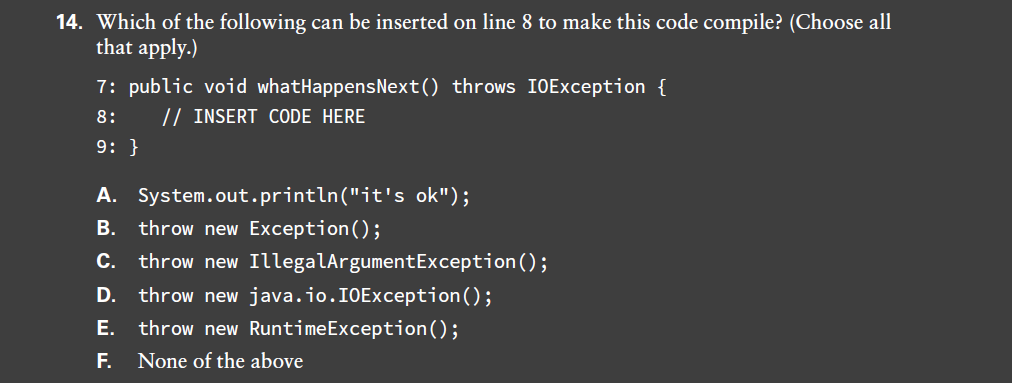 14. Which of the following can be inserted on line 8 to make this code compile? (Choose all
that apply.)
7: public void whatHappensNext() throws IOException {
8: // INSERT CODE HERE
9: }
A. System.out.println("it's ok");
B. throw new Exception();
C. throw new IllegalArgumentException();
D. throw new java.io.IOException();
E. throw new RuntimeException();
F. None of the above